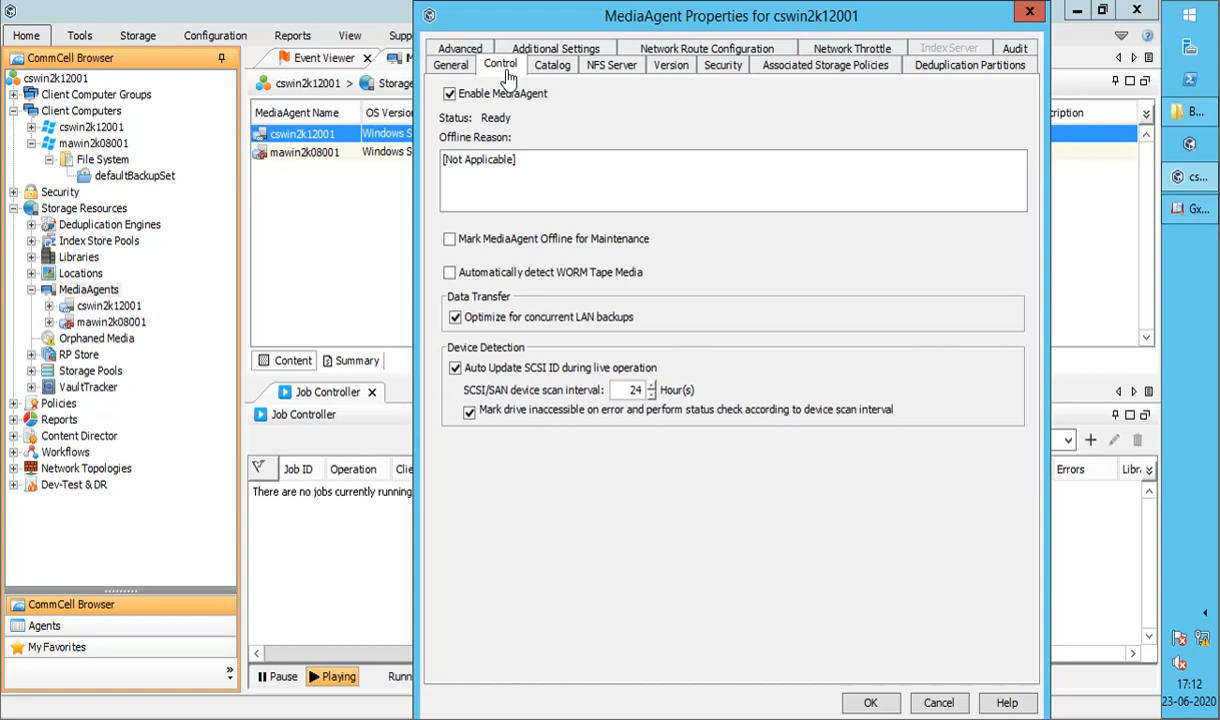 MediaAgent Properties for cswin2k12001
Home
Tools
Storage
Configuration
Reports
View
CommCell Browser
cswin2k12001
Client Computer Groups
Client Computers
cswin2k12001
mawin2k08001
File System
defaultBackupSet
Security
Storage Resources
Deduplication Engines
Index Store Pools
Libraries
Locations
MediaAgents
cswin2k12001
mawin2k08001
Orphaned Media
RP Store
Storage Pools
VaultTracker
Policies
Reports
Content Director
Workflows
Network Topologies
Dev-Test & DR
CommCell Browser
Agents
My Favorites
Event Viewer
cswin2k12001 >
MediaAgent Name
OS Version
cswin2k12001
Windows S
mawin2k08001
Windows S
Content
Summary
Job Controller
Job Controller
Job ID
Operation
There are no jobs currently running
Pause
Playing
Advanced
Additional Settings
Network Route Configuration
Network Throttle
Index Server
Audit
General
Control
Catalog
NFS Server
Version
Security
Associated Storage Policies
Deduplication Partitions
Enable MediaAgent
Status: Ready
Offline Reason:
[Not Applicable]
Mark MediaAgent Offline for Maintenance
Automatically detect WORM Tape Media
Data Transfer
Optimize for concurrent LAN backups
Device Detection
Auto Update SCSI ID during live operation
SCSI/SAN device scan interval: 24 Hour(s)
Mark drive inaccessible on error and perform status check according to device scan interval
OK
Cancel
Help
Errors
B...
cs...
Gx...
17:12
23-06-2020